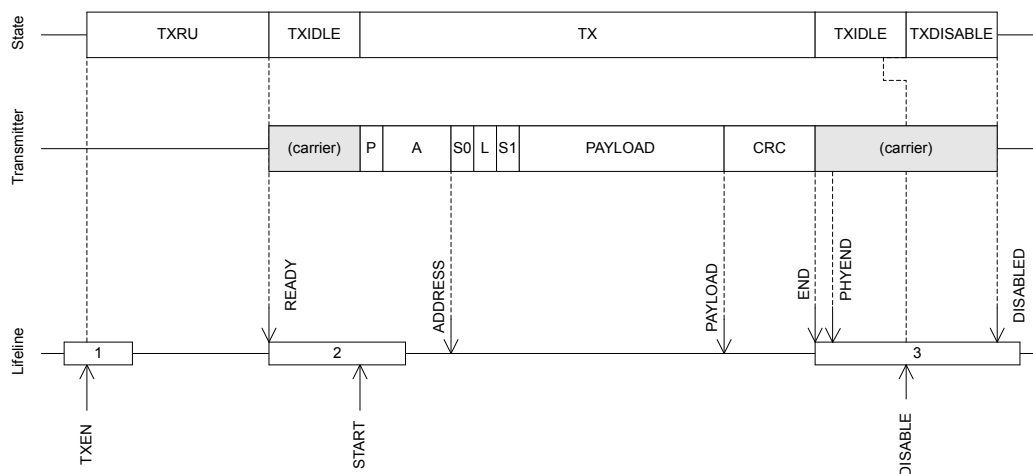 State
TXRU
TXIDLE
TX
TXIDLE
TXDISABLE
Transmitter
(carrier)
P
A
S0
L
S1
PAYLOAD
CRC
(carrier)
READY
ADDRESS
PAYLOAD
END
PHYEND
DISABLED
Lifeline
1
2
3
TXEN
START
DISABLE